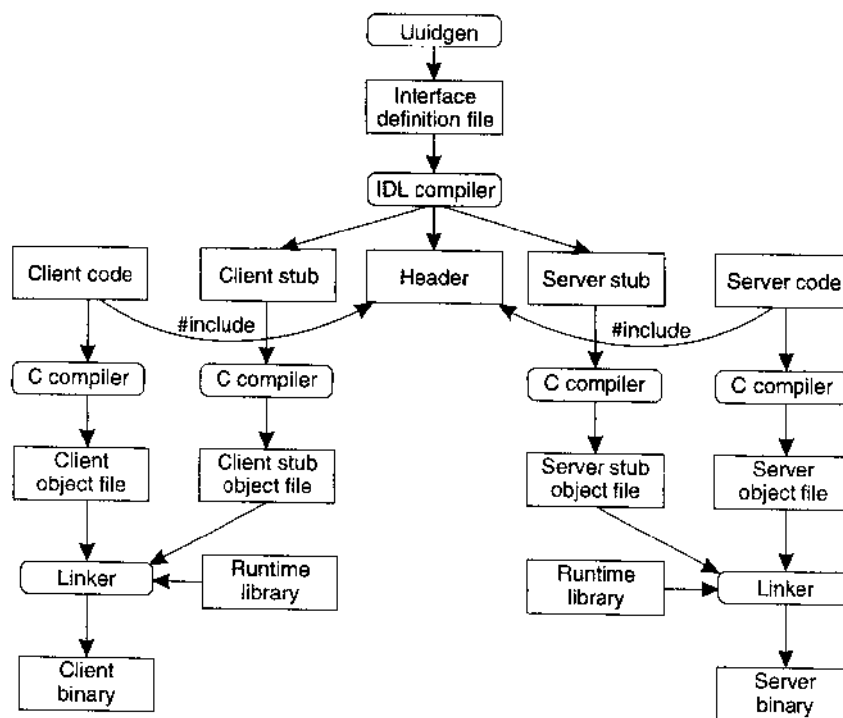 Uuidgen
Interface
definition file
IDL compiler
Client code
Client stub
Header
Server stub
Server code
#include
#include
C compiler
C compiler
C compiler
C compiler
Client
object file
Client stub
object file
Server stub
object file
Server
object file
Linker
Runtime
library
Runtime
library
Linker
Client
binary
Server
binary